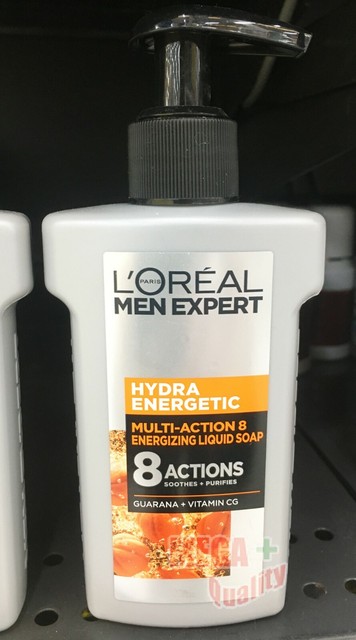 L'ORÉAL
PARIS
MEN EXPERT
HYDRA
ENERGETIC
MULTI-ACTION 8
ENERGIZING LIQUID SOAP
8 ACTIONS
SOOTHES + PURIFIES
GUARANA + VITAMIN CG
MEGA +
Quality